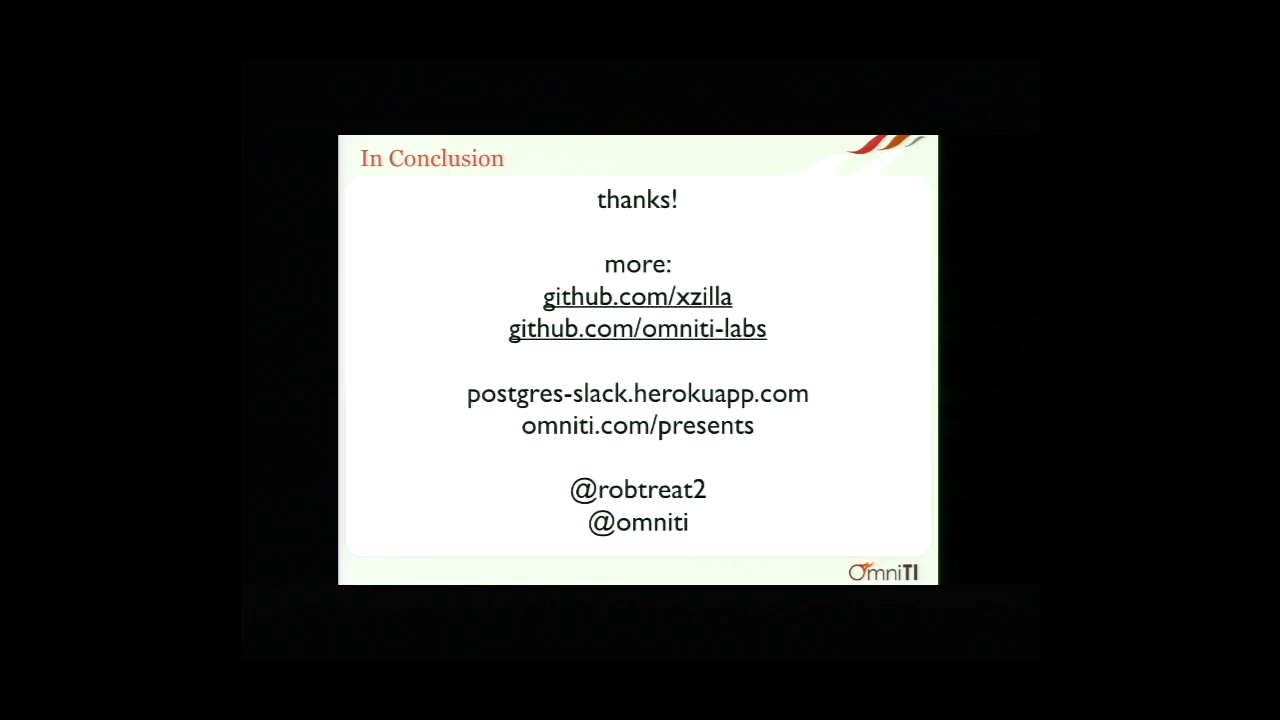 In Conclusion
thanks!
more:
github.com/xzilla
github.com/omniti-labs
postgres-slack.herokuapp.com
omniti.com/presents
@robtreat2
@omniti
OmniTI